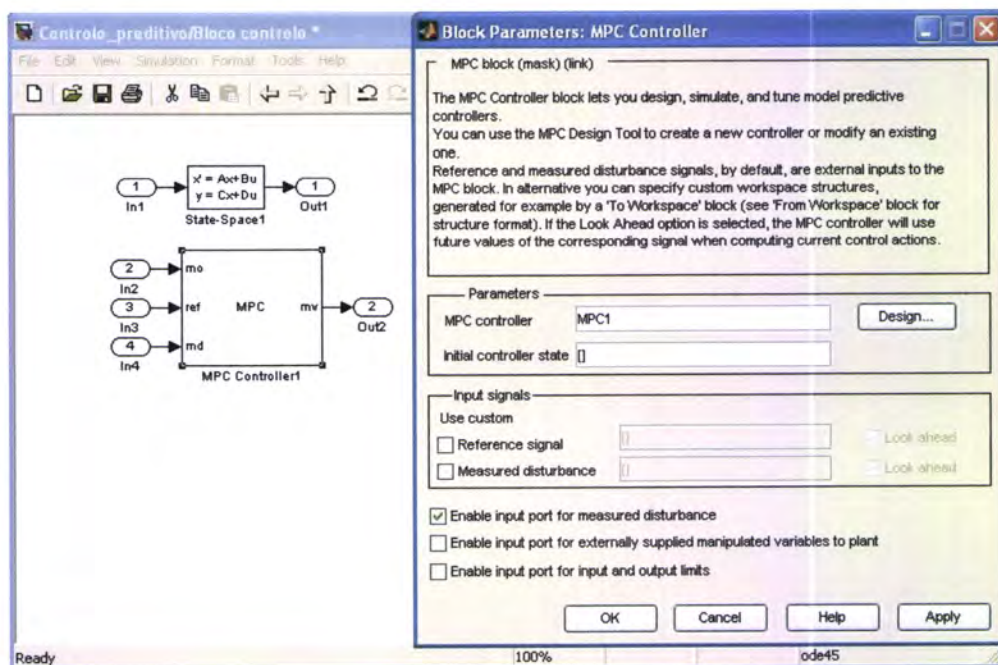 Controlo_preditivo/Bloco controlo *
File Edit View Simulation Format Tools Help
x' = Ax+Bu
y = Cx+Du
1
In1
State-Space1
1
Out1
2
In2
3
In3
4
In4
mo
ref
md
MPC
mv
2
Out2
MPC Controller1
Ready
100%
ode45
Block Parameters: MPC Controller
MPC block (mask) (link)
The MPC Controller block lets you design, simulate, and tune model predictive
controllers.
You can use the MPC Design Tool to create a new controller or modify an existing
one.
Reference and measured disturbance signals, by default, are external inputs to the
MPC block. In alternative you can specify custom workspace structures,
generated for example by a 'To Workspace' block (see 'From Workspace' block for
structure format). If the Look Ahead option is selected, the MPC controller will use
future values of the corresponding signal when computing current control actions.
Parameters
MPC controller
MPC1
Design...
Initial controller state
[]
Input signals
Use custom
Reference signal
[]
Look ahead
Measured disturbance
[]
Look ahead
Enable input port for measured disturbance
Enable input port for externally supplied manipulated variables to plant
Enable input port for input and output limits
OK
Cancel
Help
Apply